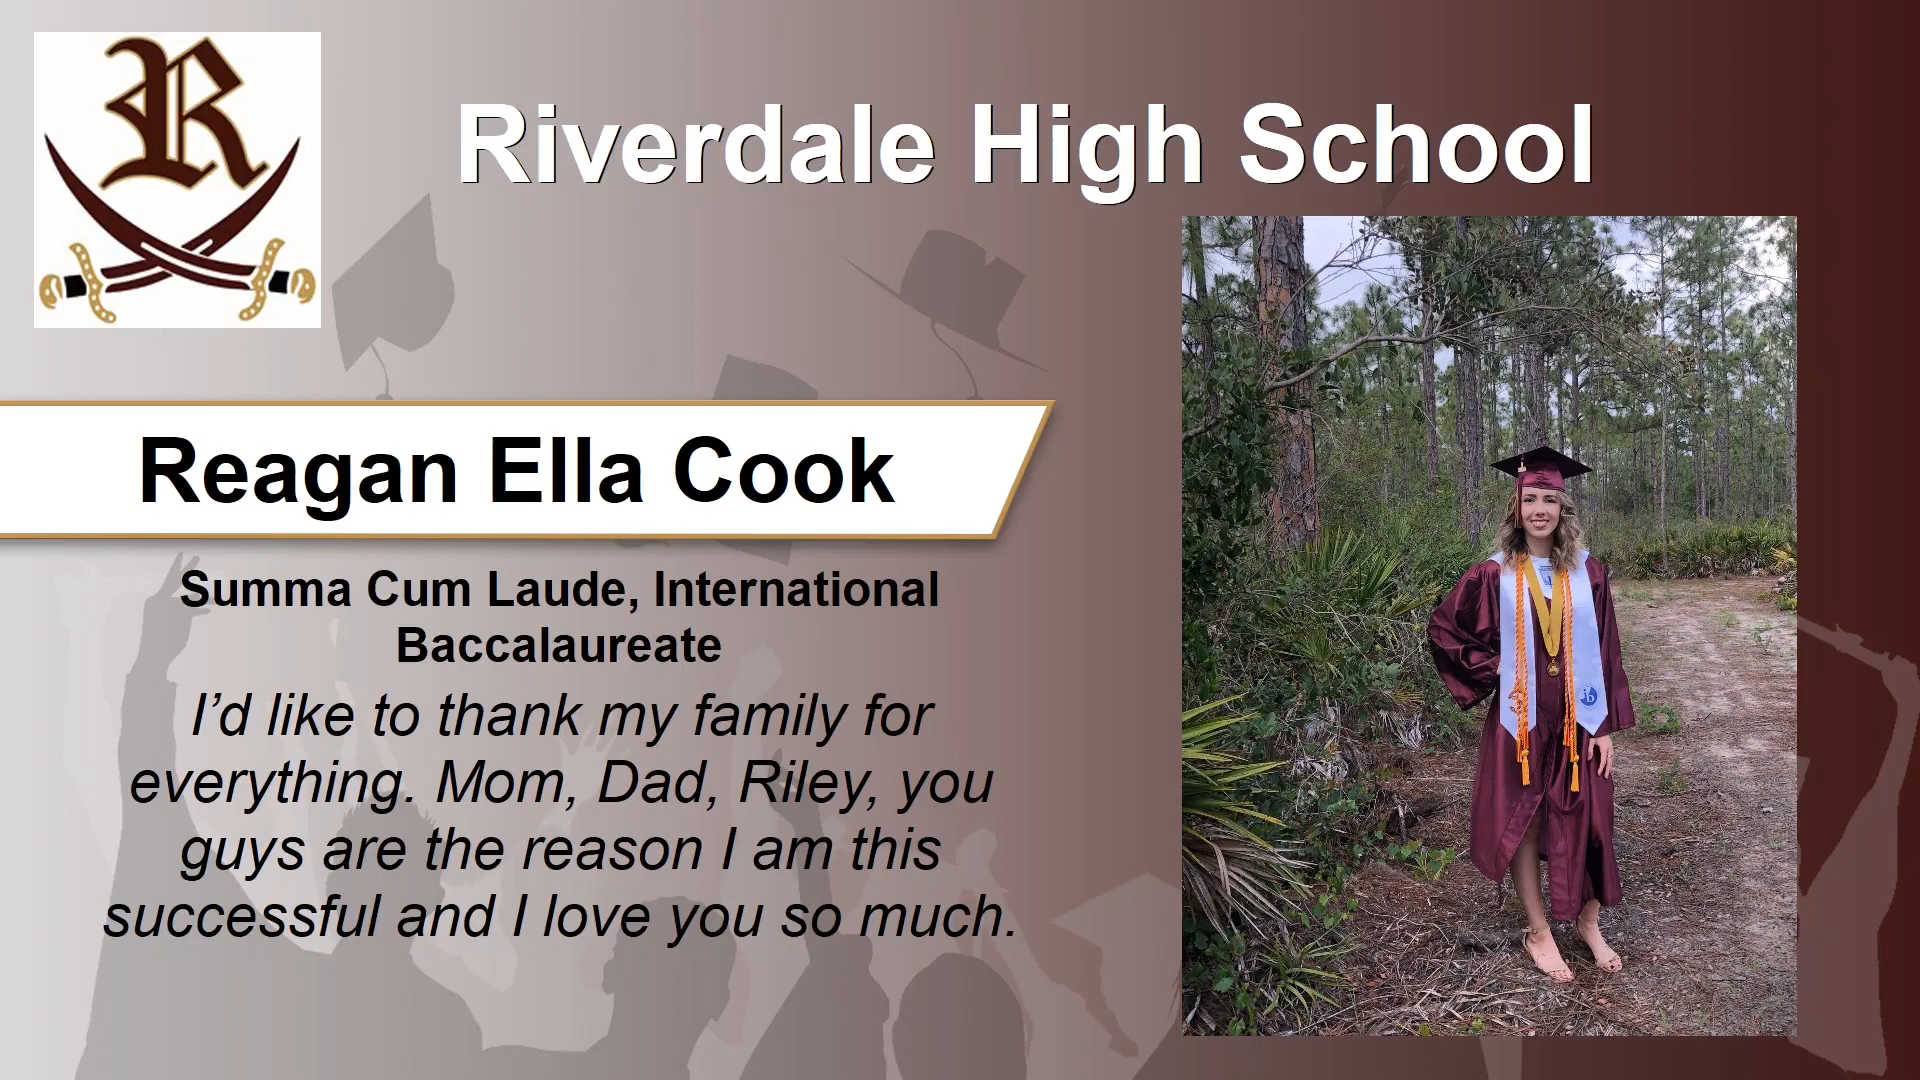 R
Riverdale High School
Reagan Ella Cook
Summa Cum Laude, International
Baccalaureate
I’d like to thank my family for
everything. Mom, Dad, Riley, you
guys are the reason I am this
successful and I love you so much.
ib